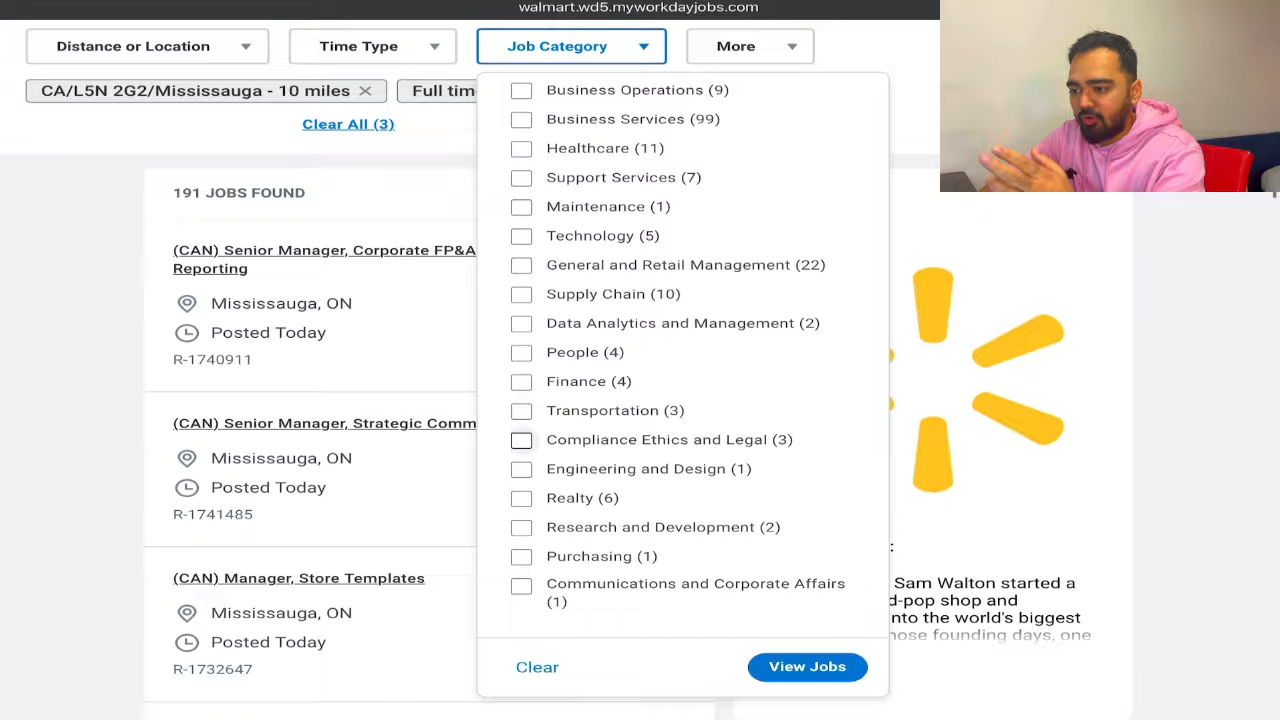 walmart.wd5.myworkdayjobs.com
Distance or Location
Time Type
Job Category
More
CA/L5N 2G2/Mississauga - 10 miles
Full tim
Clear All (3)
Business Operations (9)
Business Services (99)
Healthcare (11)
Support Services (7)
Maintenance (1)
Technology (5)
General and Retail Management (22)
Supply Chain (10)
Data Analytics and Management (2)
People (4)
Finance (4)
Transportation (3)
Compliance Ethics and Legal (3)
Engineering and Design (1)
Realty (6)
Research and Development (2)
Purchasing (1)
Communications and Corporate Affairs
(1)
Clear
View Jobs
191 JOBS FOUND
(CAN) Senior Manager, Corporate FP&A
Reporting
Mississauga, ON
Posted Today
R-1740911
(CAN) Senior Manager, Strategic Comm
Mississauga, ON
Posted Today
R-1741485
(CAN) Manager, Store Templates
Mississauga, ON
Posted Today
R-1732647
:
Sam Walton started a
d-pop shop and
nto the world's biggest
hose founding days, one